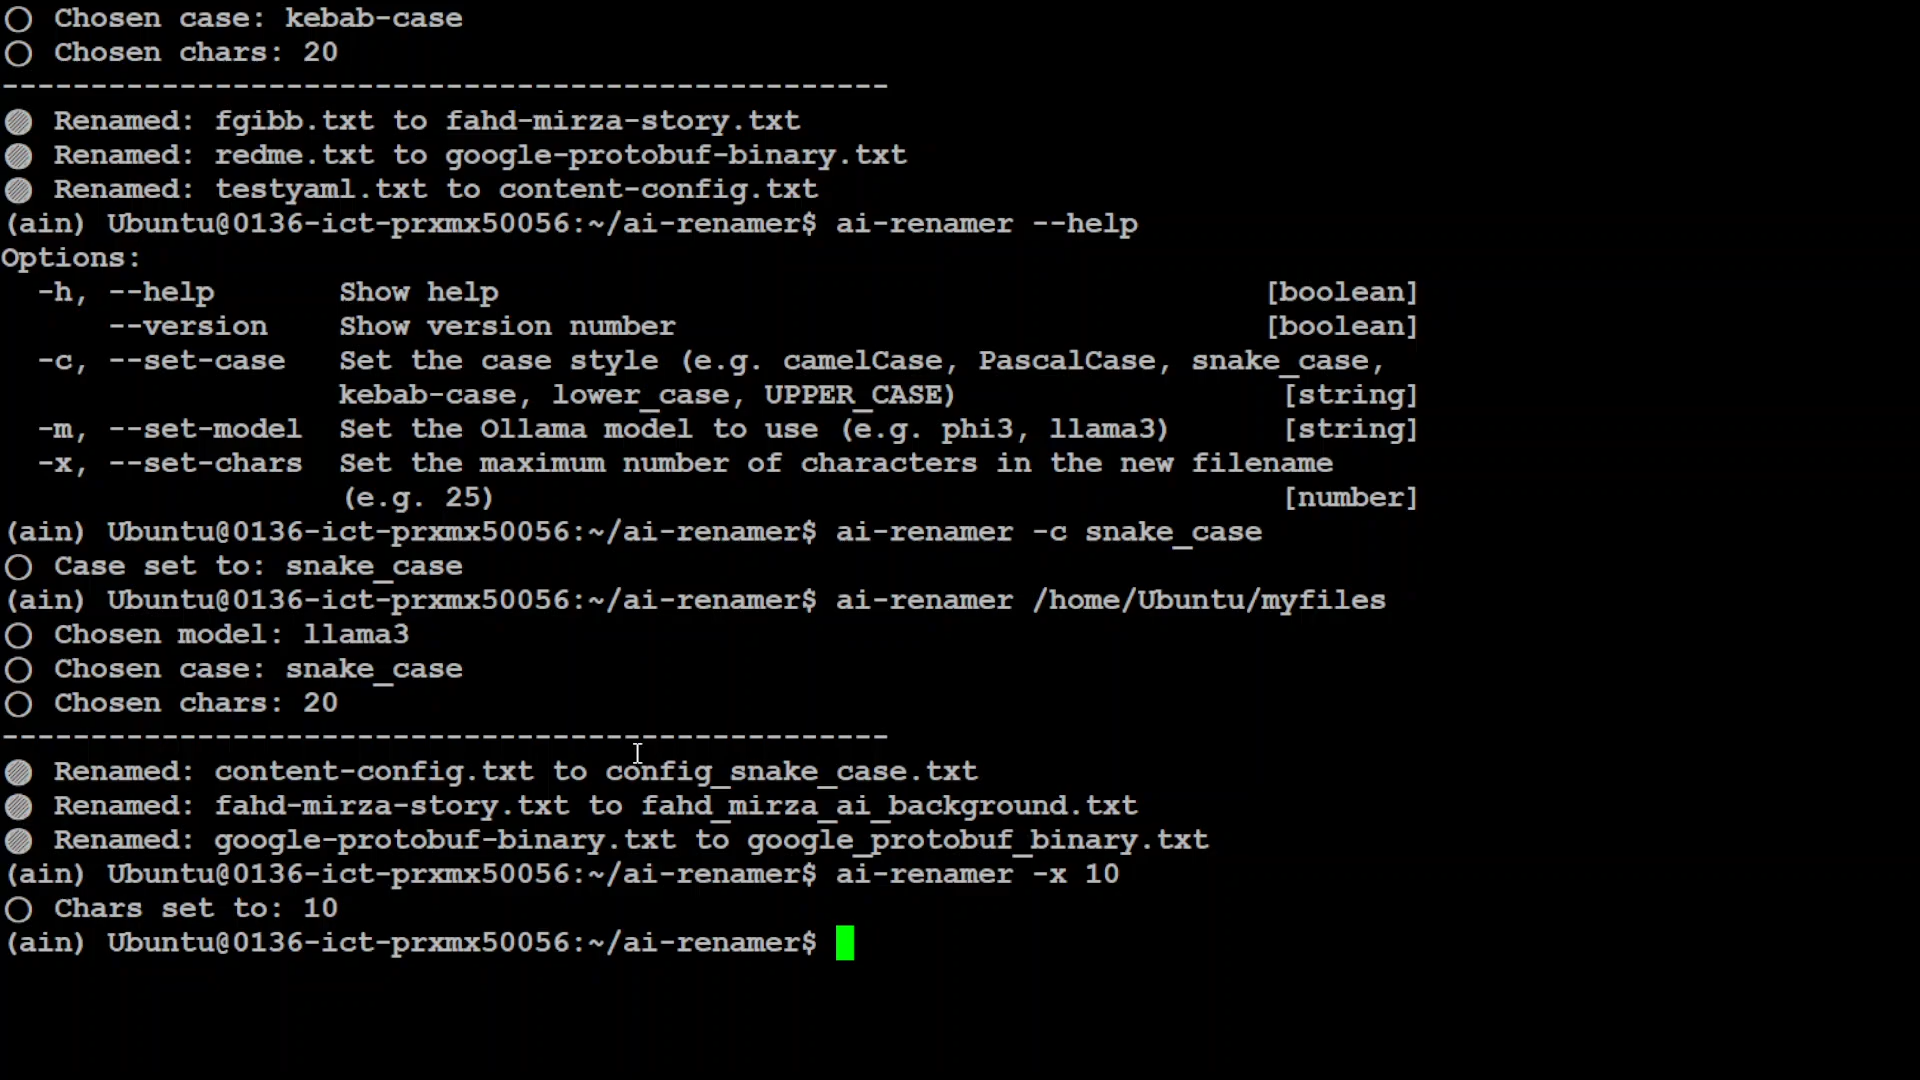 ○ Chosen case: kebab-case
○ Chosen chars: 20
--------------------------------------------------
Renamed: fgibb.txt to fahd-mirza-story.txt
Renamed: redme.txt to google-protobuf-binary.txt
Renamed: testyaml.txt to content-config.txt
(ain) Ubuntu@0136-ict-prxmx50056:~/ai-renamer$ ai-renamer --help
Options:
  -h, --help       Show help                                            [boolean]
      --version    Show version number                                  [boolean]
  -c, --set-case   Set the case style (e.g. camelCase, PascalCase, snake_case,
                   kebab-case, lower_case, UPPER_CASE)                   [string]
  -m, --set-model  Set the Ollama model to use (e.g. phi3, llama3)       [string]
  -x, --set-chars  Set the maximum number of characters in the new filename
                   (e.g. 25)                                             [number]
(ain) Ubuntu@0136-ict-prxmx50056:~/ai-renamer$ ai-renamer -c snake_case
○ Case set to: snake_case
(ain) Ubuntu@0136-ict-prxmx50056:~/ai-renamer$ ai-renamer /home/Ubuntu/myfiles
○ Chosen model: llama3
○ Chosen case: snake_case
○ Chosen chars: 20
--------------------------------------------------
Renamed: content-config.txt to config_snake_case.txt
Renamed: fahd-mirza-story.txt to fahd_mirza_ai_background.txt
Renamed: google-protobuf-binary.txt to google_protobuf_binary.txt
(ain) Ubuntu@0136-ict-prxmx50056:~/ai-renamer$ ai-renamer -x 10
○ Chars set to: 10
(ain) Ubuntu@0136-ict-prxmx50056:~/ai-renamer$